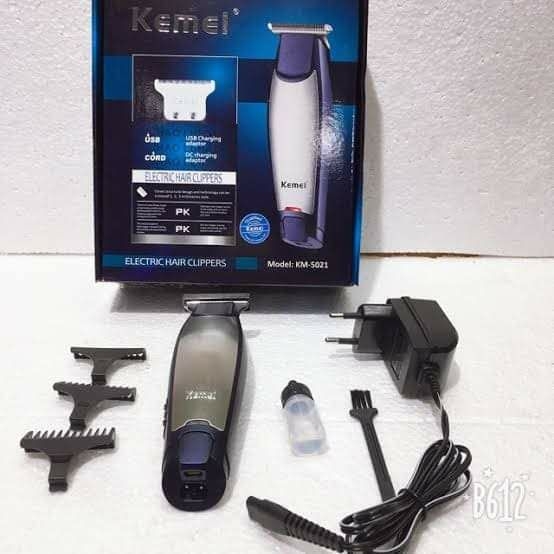 Kemei
USB
USB Charging
adaptor
CORD
DC charging
adaptor
ELECTRIC HAIR CLIPPERS
PK
PK
Kemei
KEMEI
ELECTRIC HAIR CLIPPERS
Model: KM-5021
Kemei
B612